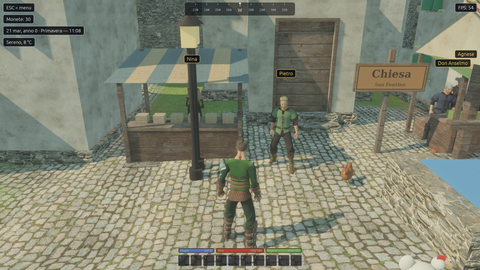 ESC = menu
Monete: 30
21 mar, anno 0 - Primavera — 11:08
Sereno, 8°C
FPS: 54
Nina
Pietro
Agnese
Don Anselmo
Chiesa